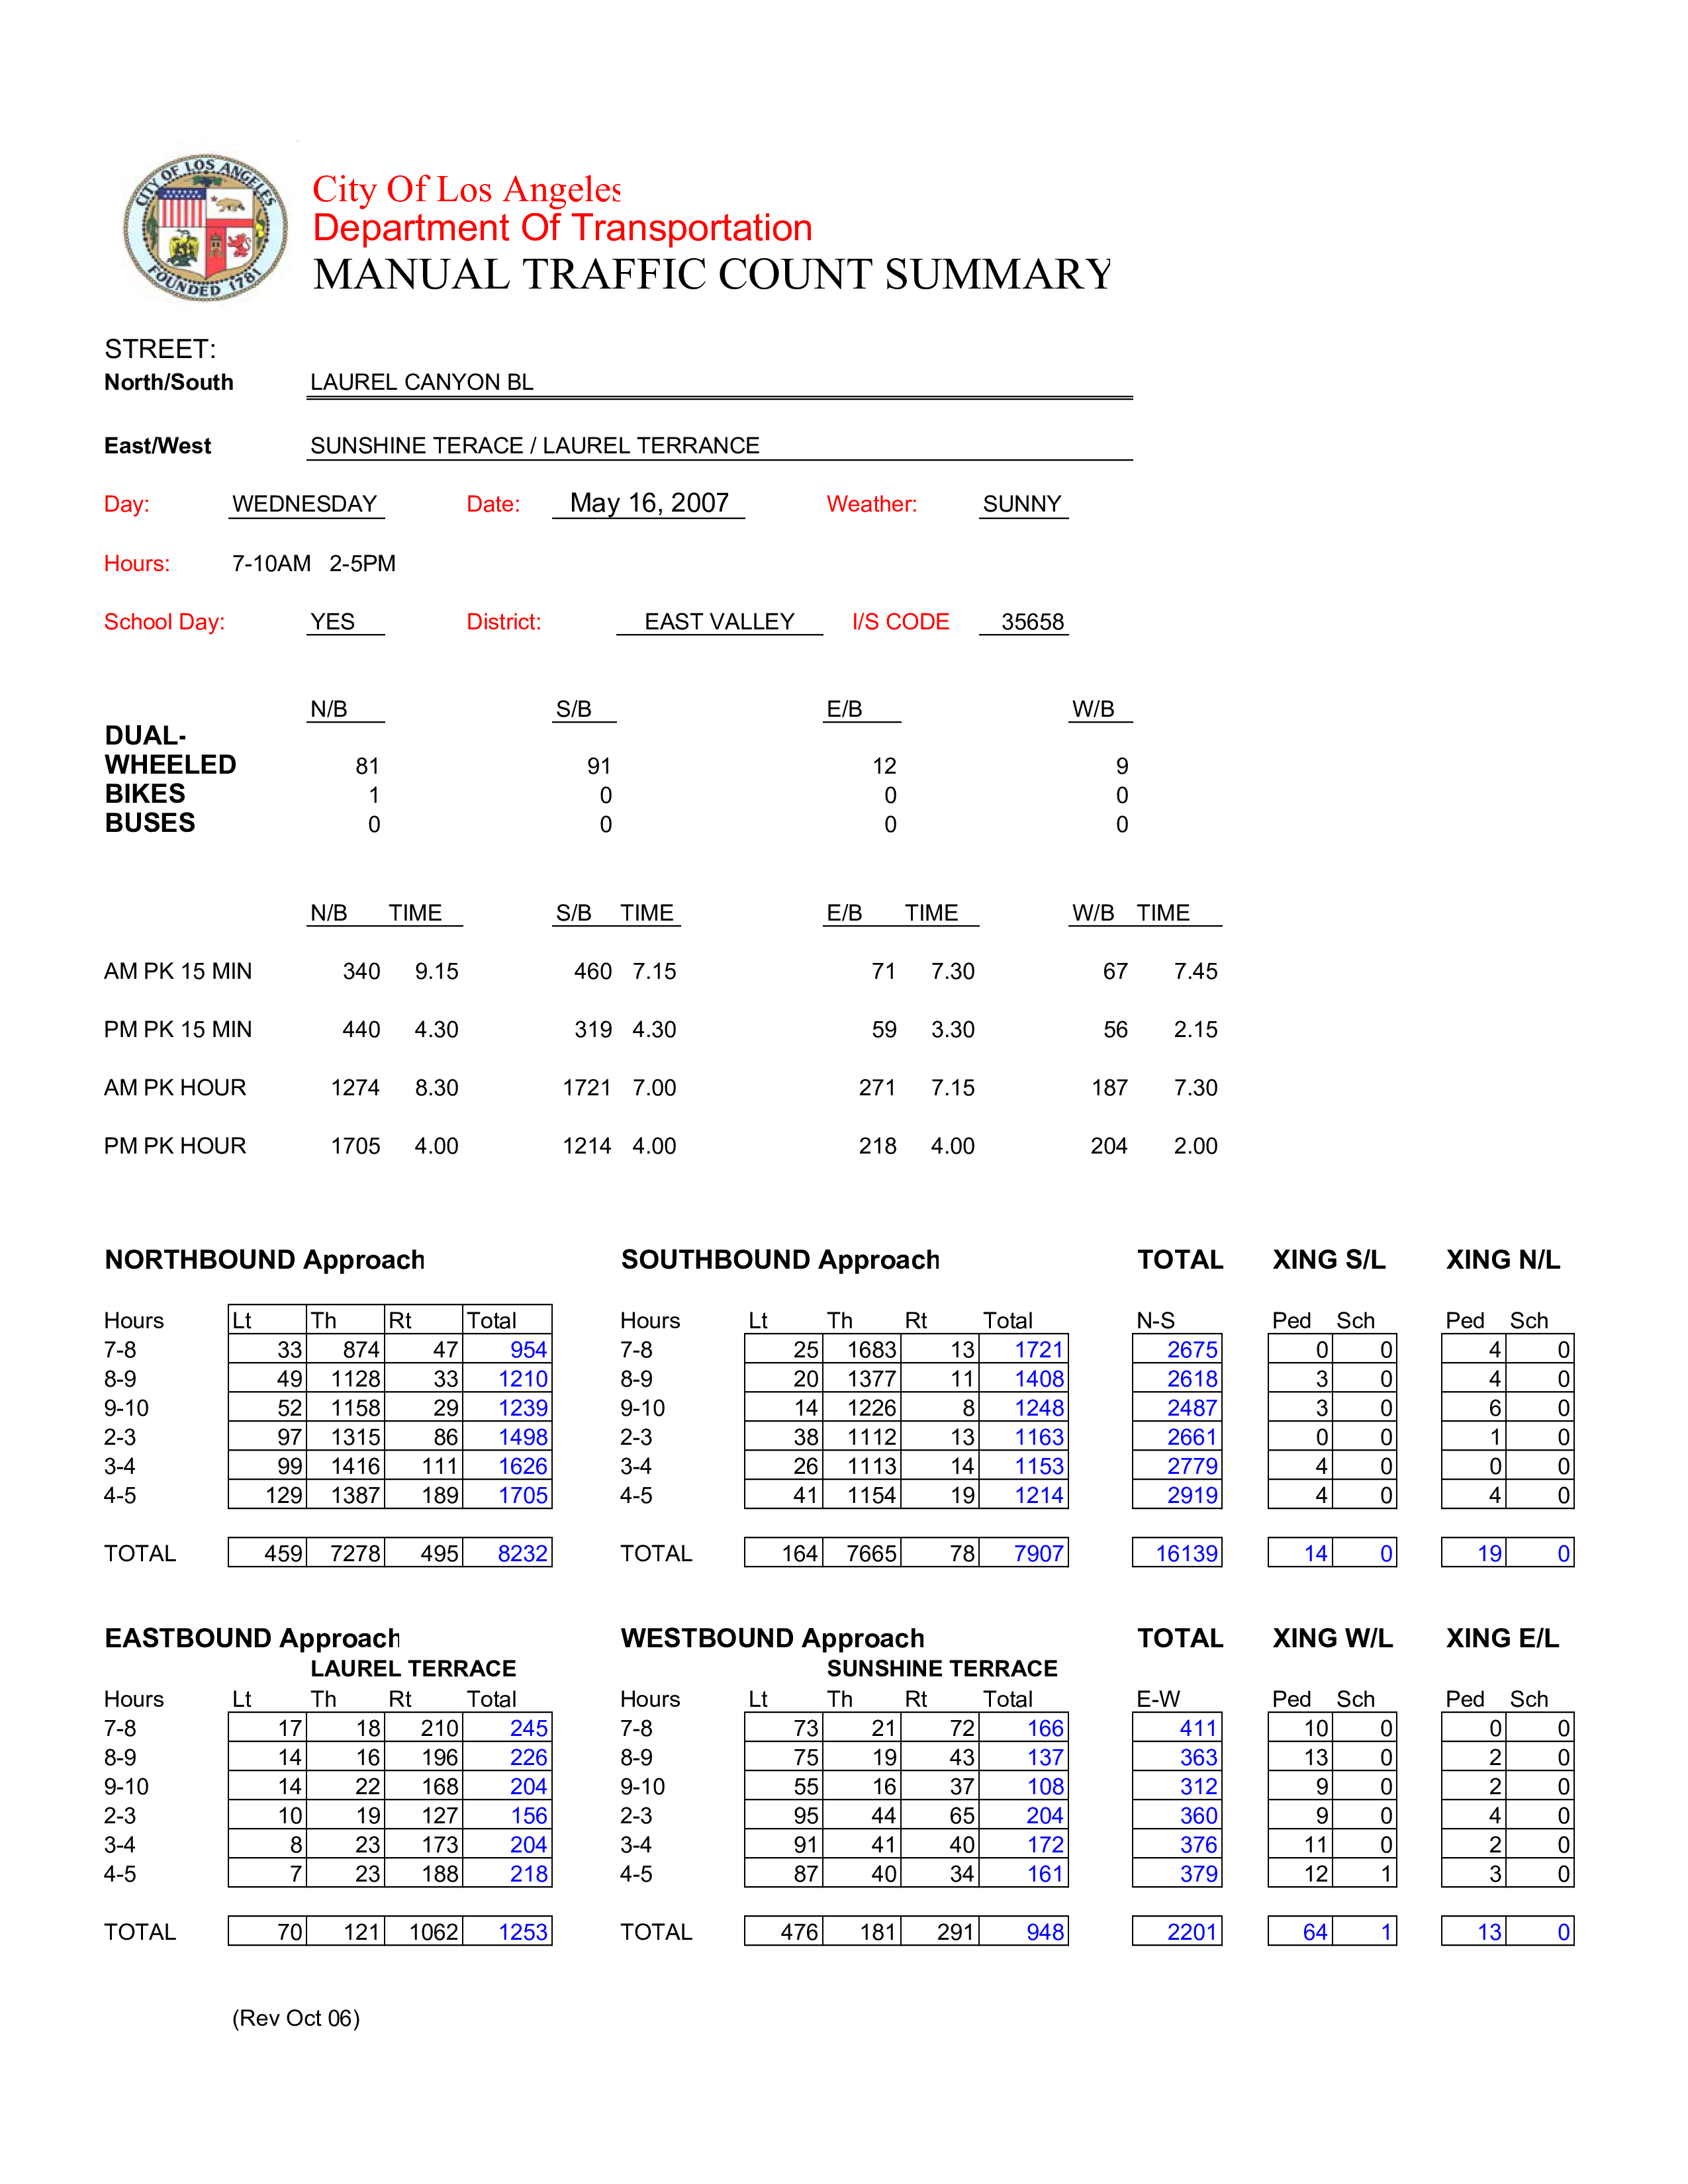 CITY OF LOS ANGELES
FOUNDED 1781
City Of Los Angeles
Department Of Transportation
MANUAL TRAFFIC COUNT SUMMARY
STREET:
North/South LAUREL CANYON BL
East/West SUNSHINE TERACE / LAUREL TERRANCE
Day: WEDNESDAY Date: May 16, 2007 Weather: SUNNY
Hours: 7-10AM 2-5PM
School Day: YES District: EAST VALLEY I/S CODE 35658
N/B S/B E/B W/B
DUAL-
WHEELED 81 91 12 9
BIKES 1 0 0 0
BUSES 0 0 0 0
N/B TIME S/B TIME E/B TIME W/B TIME
AM PK 15 MIN 340 9.15 460 7.15 71 7.30 67 7.45
PM PK 15 MIN 440 4.30 319 4.30 59 3.30 56 2.15
AM PK HOUR 1274 8.30 1721 7.00 271 7.15 187 7.30
PM PK HOUR 1705 4.00 1214 4.00 218 4.00 204 2.00
NORTHBOUND Approach SOUTHBOUND Approach TOTAL XING S/L XING N/L
Hours Lt Th Rt Total Hours Lt Th Rt Total N-S Ped Sch Ped Sch
7-8 33 874 47 954 7-8 25 1683 13 1721 2675 0 0 4 0
8-9 49 1128 33 1210 8-9 20 1377 11 1408 2618 3 0 4 0
9-10 52 1158 29 1239 9-10 14 1226 8 1248 2487 3 0 6 0
2-3 97 1315 86 1498 2-3 38 1112 13 1163 2661 0 0 1 0
3-4 99 1416 111 1626 3-4 26 1113 14 1153 2779 4 0 0 0
4-5 129 1387 189 1705 4-5 41 1154 19 1214 2919 4 0 4 0
TOTAL 459 7278 495 8232 TOTAL 164 7665 78 7907 16139 14 0 19 0
EASTBOUND Approach WESTBOUND Approach TOTAL XING W/L XING E/L
LAUREL TERRACE SUNSHINE TERRACE
Hours Lt Th Rt Total Hours Lt Th Rt Total E-W Ped Sch Ped Sch
7-8 17 18 210 245 7-8 73 21 72 166 411 10 0 0 0
8-9 14 16 196 226 8-9 75 19 43 137 363 13 0 2 0
9-10 14 22 168 204 9-10 55 16 37 108 312 9 0 2 0
2-3 10 19 127 156 2-3 95 44 65 204 360 9 0 4 0
3-4 8 23 173 204 3-4 91 41 40 172 376 11 0 2 0
4-5 7 23 188 218 4-5 87 40 34 161 379 12 1 3 0
TOTAL 70 121 1062 1253 TOTAL 476 181 291 948 2201 64 1 13 0
(Rev Oct 06)